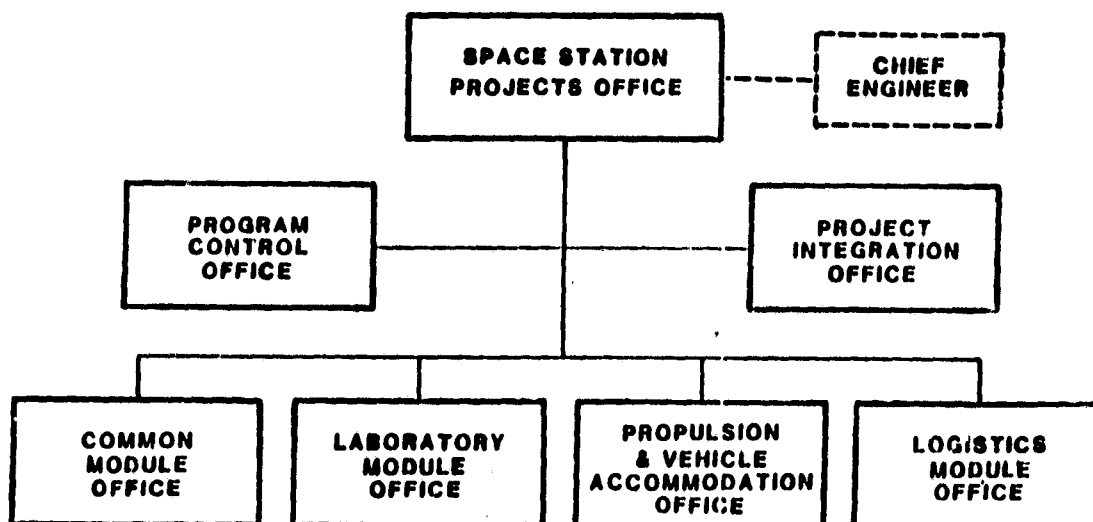 SPACE STATION
PROJECTS OFFICE
CHIEF
ENGINEER
PROGRAM
CONTROL
OFFICE
PROJECT
INTEGRATION
OFFICE
COMMON
MODULE
OFFICE
LABORATORY
MODULE
OFFICE
PROPULSION
& VEHICLE
ACCOMMODATION
OFFICE
LOGISTICS
MODULE
OFFICE